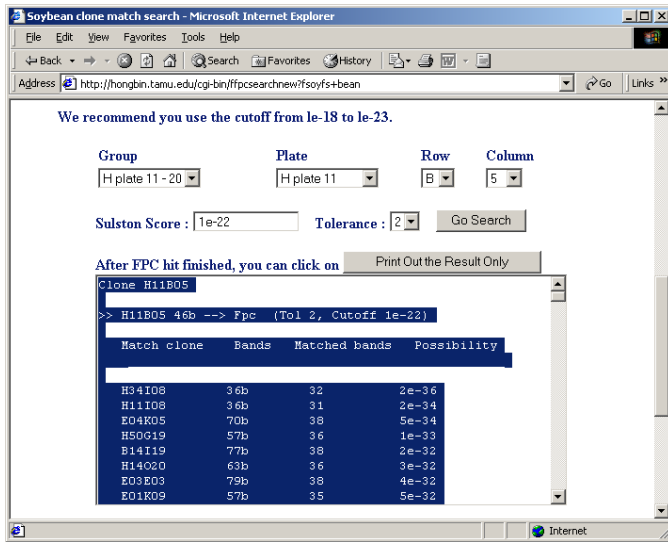 Soybean clone match search - Microsoft Internet Explorer
File Edit View Favorites Tools Help
Back Search Favorites History
Address http://hongbin.tamu.edu/cgi-bin/ffpcsearchnew?fsoyfs+bean Go Links »
We recommend you use the cutoff from le-18 to le-23.
Group Plate Row Column
H plate 11 - 20 H plate 11 B 5
Sulston Score : 1e-22 Tolerance : 2 Go Search
After FPC hit finished, you can click on Print Out the Result Only
Clone H11B05
>> H11B05 46b --> Fpc (Tol 2, Cutoff 1e-22)
Match clone Bands Matched bands Possibility
H34I08 36b 32 2e-36
H11I08 36b 31 2e-34
E04K05 70b 38 5e-34
H50G19 57b 36 1e-33
B14I19 77b 38 2e-32
H14O20 63b 36 3e-32
E03E03 79b 38 4e-32
E01K09 57b 35 5e-32
Internet